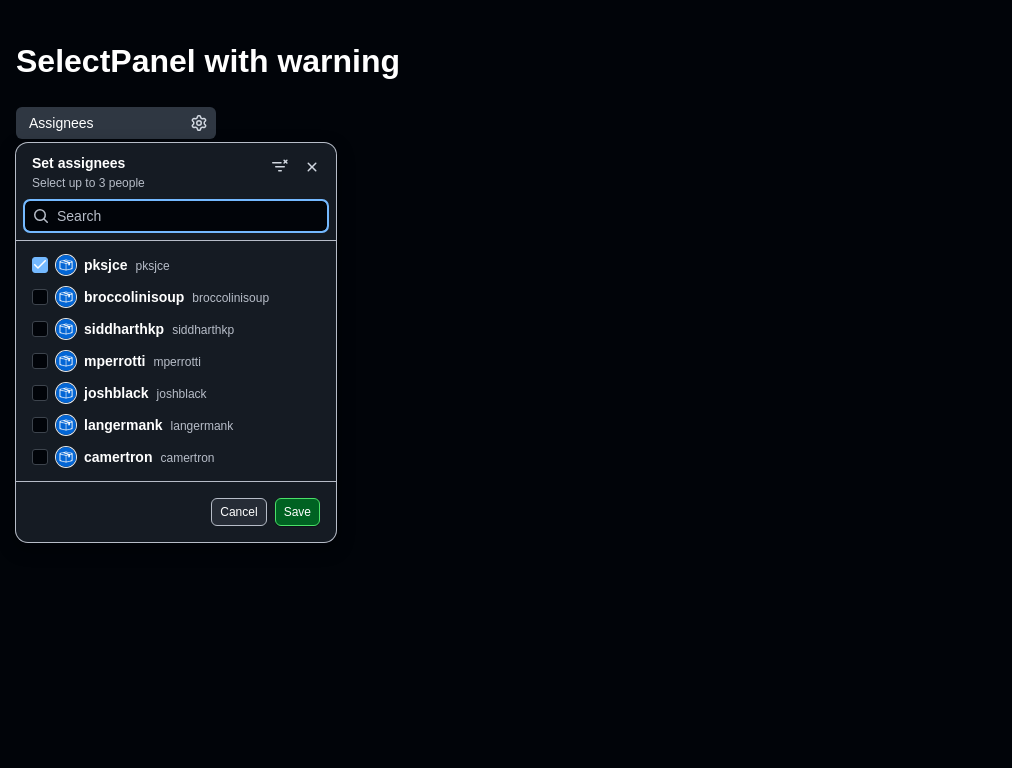 SelectPanel with warning
Assignees
Set assignees
Select up to 3 people
Search
pksjce pksjce
broccolinisoup broccolinisoup
siddharthkp siddharthkp
mperrotti mperrotti
joshblack joshblack
langermank langermank
camertron camertron
Cancel Save